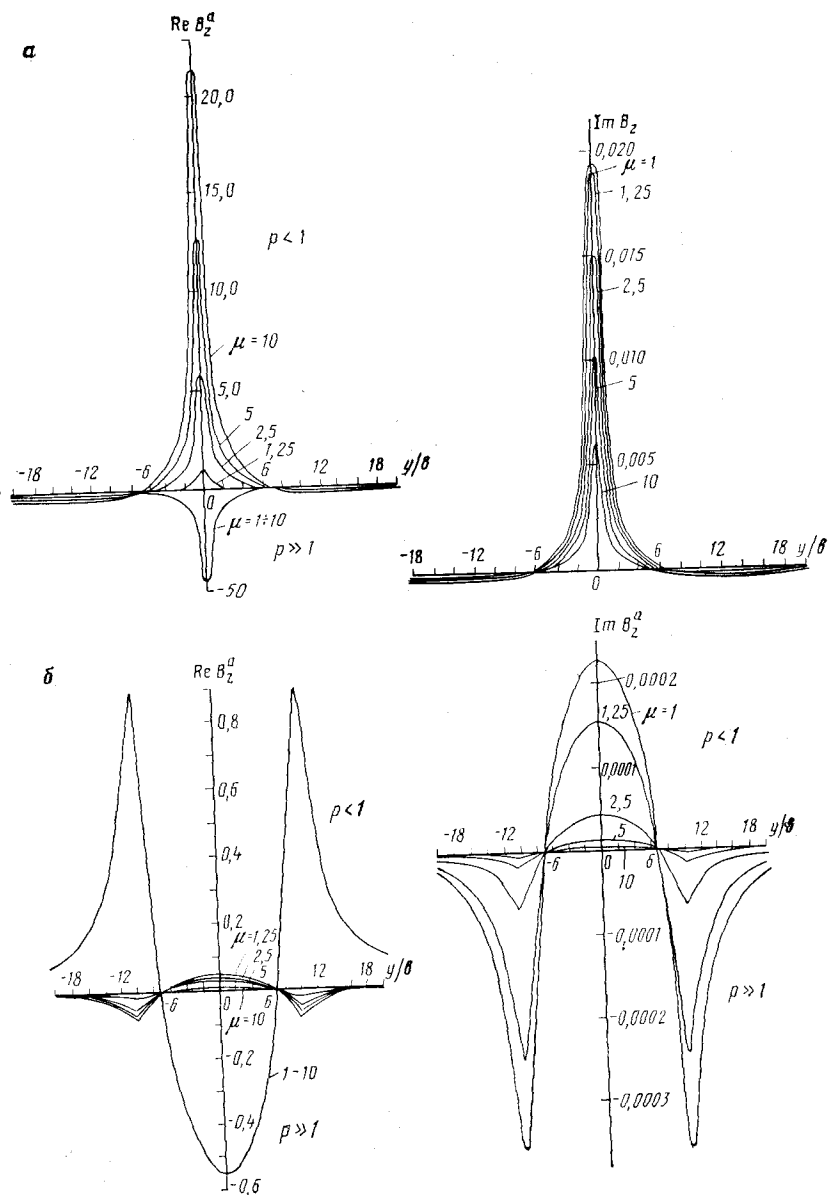 а
Re B_z^a
20,0
15,0
10,0
5,0
p < 1
μ = 10
5
2,5
1,25
-18 -12 -6 0 6 12 18 y/в
μ = 1÷10
p ≫ 1
-50
Im B_z
0,020
μ = 1
1,25
0,015
2,5
0,010
5
0,005
10
-18 -12 -6 0 6 12 18 y/в
б
Re B_z^a
0,8
0,6
0,4
0,2
p < 1
μ = 1,25
2,5
5
-18 -12 -6 0 6 12 18 y/в
μ = 10
-0,2
1-10
-0,4
p ≫ 1
-0,6
Im B_z^a
0,0002
1,25 μ = 1
p < 1
0,0001
2,5
5
-18 -12 -6 0 6 12 18 y/в
10
-0,0001
p ≫ 1
-0,0002
-0,0003